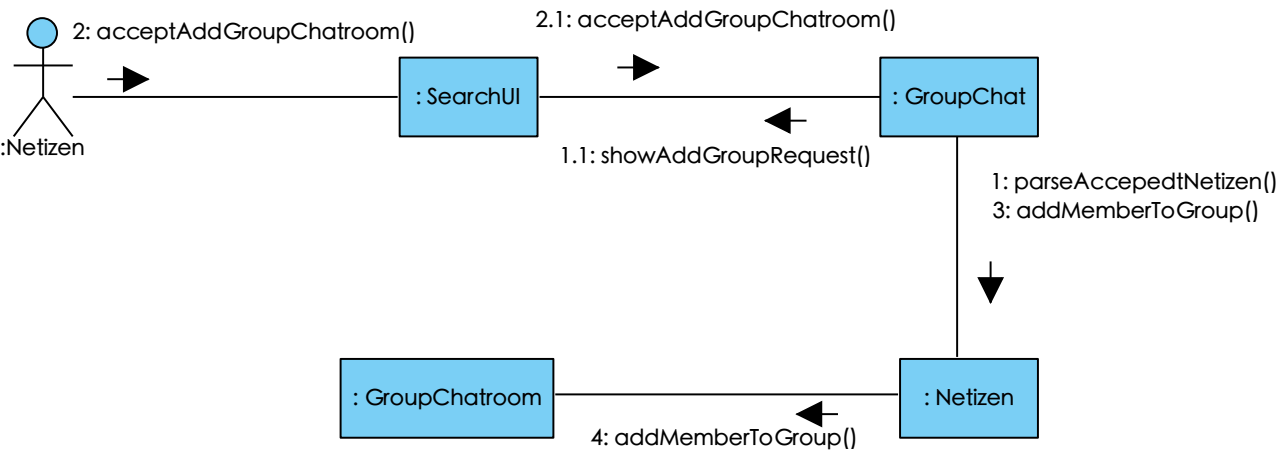 2: acceptAddGroupChatroom()
2.1: acceptAddGroupChatroom()
: SearchUI
: GroupChat
:Netizen
1.1: showAddGroupRequest()
1: parseAccepedtNetizen()
3: addMemberToGroup()
: GroupChatroom
: Netizen
4: addMemberToGroup()